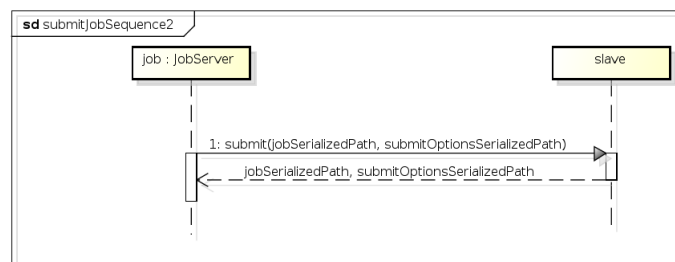 sd submitJobSequence2
job : JobServer
slave
1: submit(jobSerializedPath, submitOptionsSerializedPath)
jobSerializedPath, submitOptionsSerializedPath